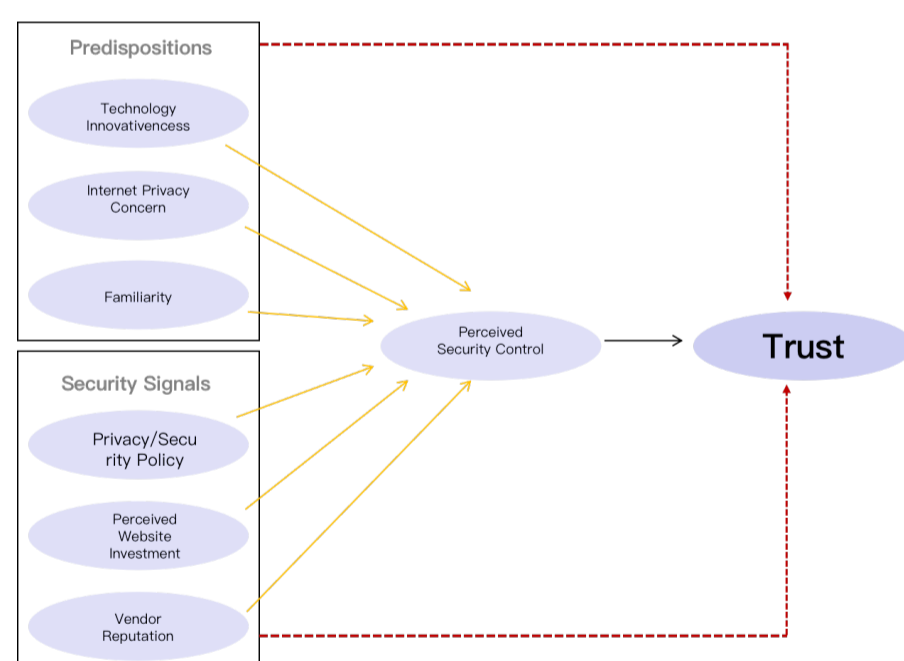 Predispositions
Technology
Innovativencess
Internet Privacy
Concern
Familiarity
Perceived
Security Control
Trust
Security Signals
Privacy/Secu
rity Policy
Perceived
Website
Investment
Vendor
Reputation